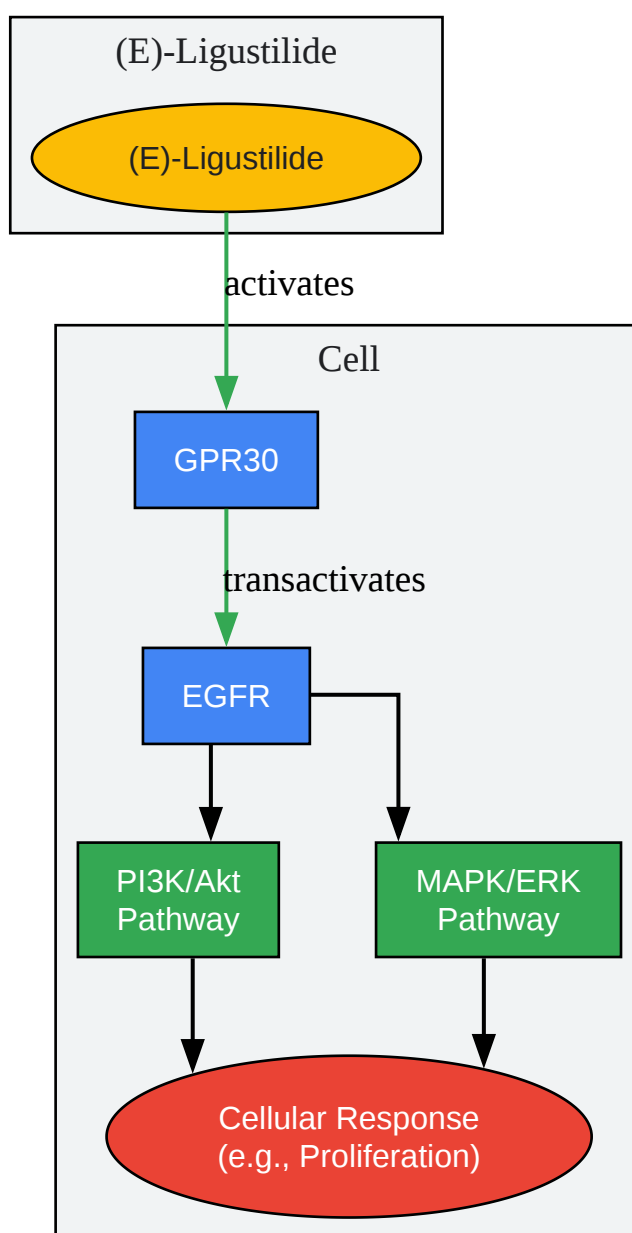 (E)-Ligustilide
(E)-Ligustilide
activates
Cell
GPR30
transactivates
EGFR
PI3K/Akt
Pathway
MAPK/ERK
Pathway
Cellular Response
(e.g., Proliferation)